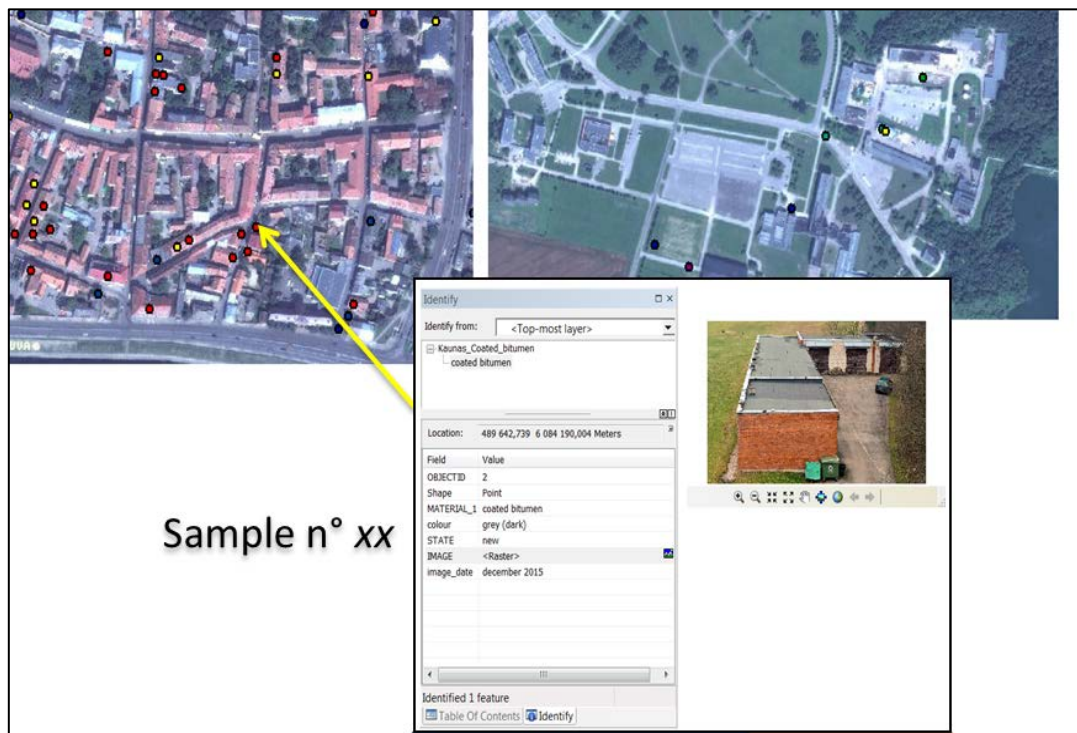 Identify
Identify from: <Top-most layer>
Kaunas_Coated_bitumen
coated bitumen
Location: 489 642,739 6 084 190,004 Meters
Field Value
OBJECTID 2
Shape Point
MATERIAL_1 coated bitumen
colour grey (dark)
STATE new
IMAGE <Raster>
image_date december 2015
Sample n° xx
Identified 1 feature
Table Of Contents Identify